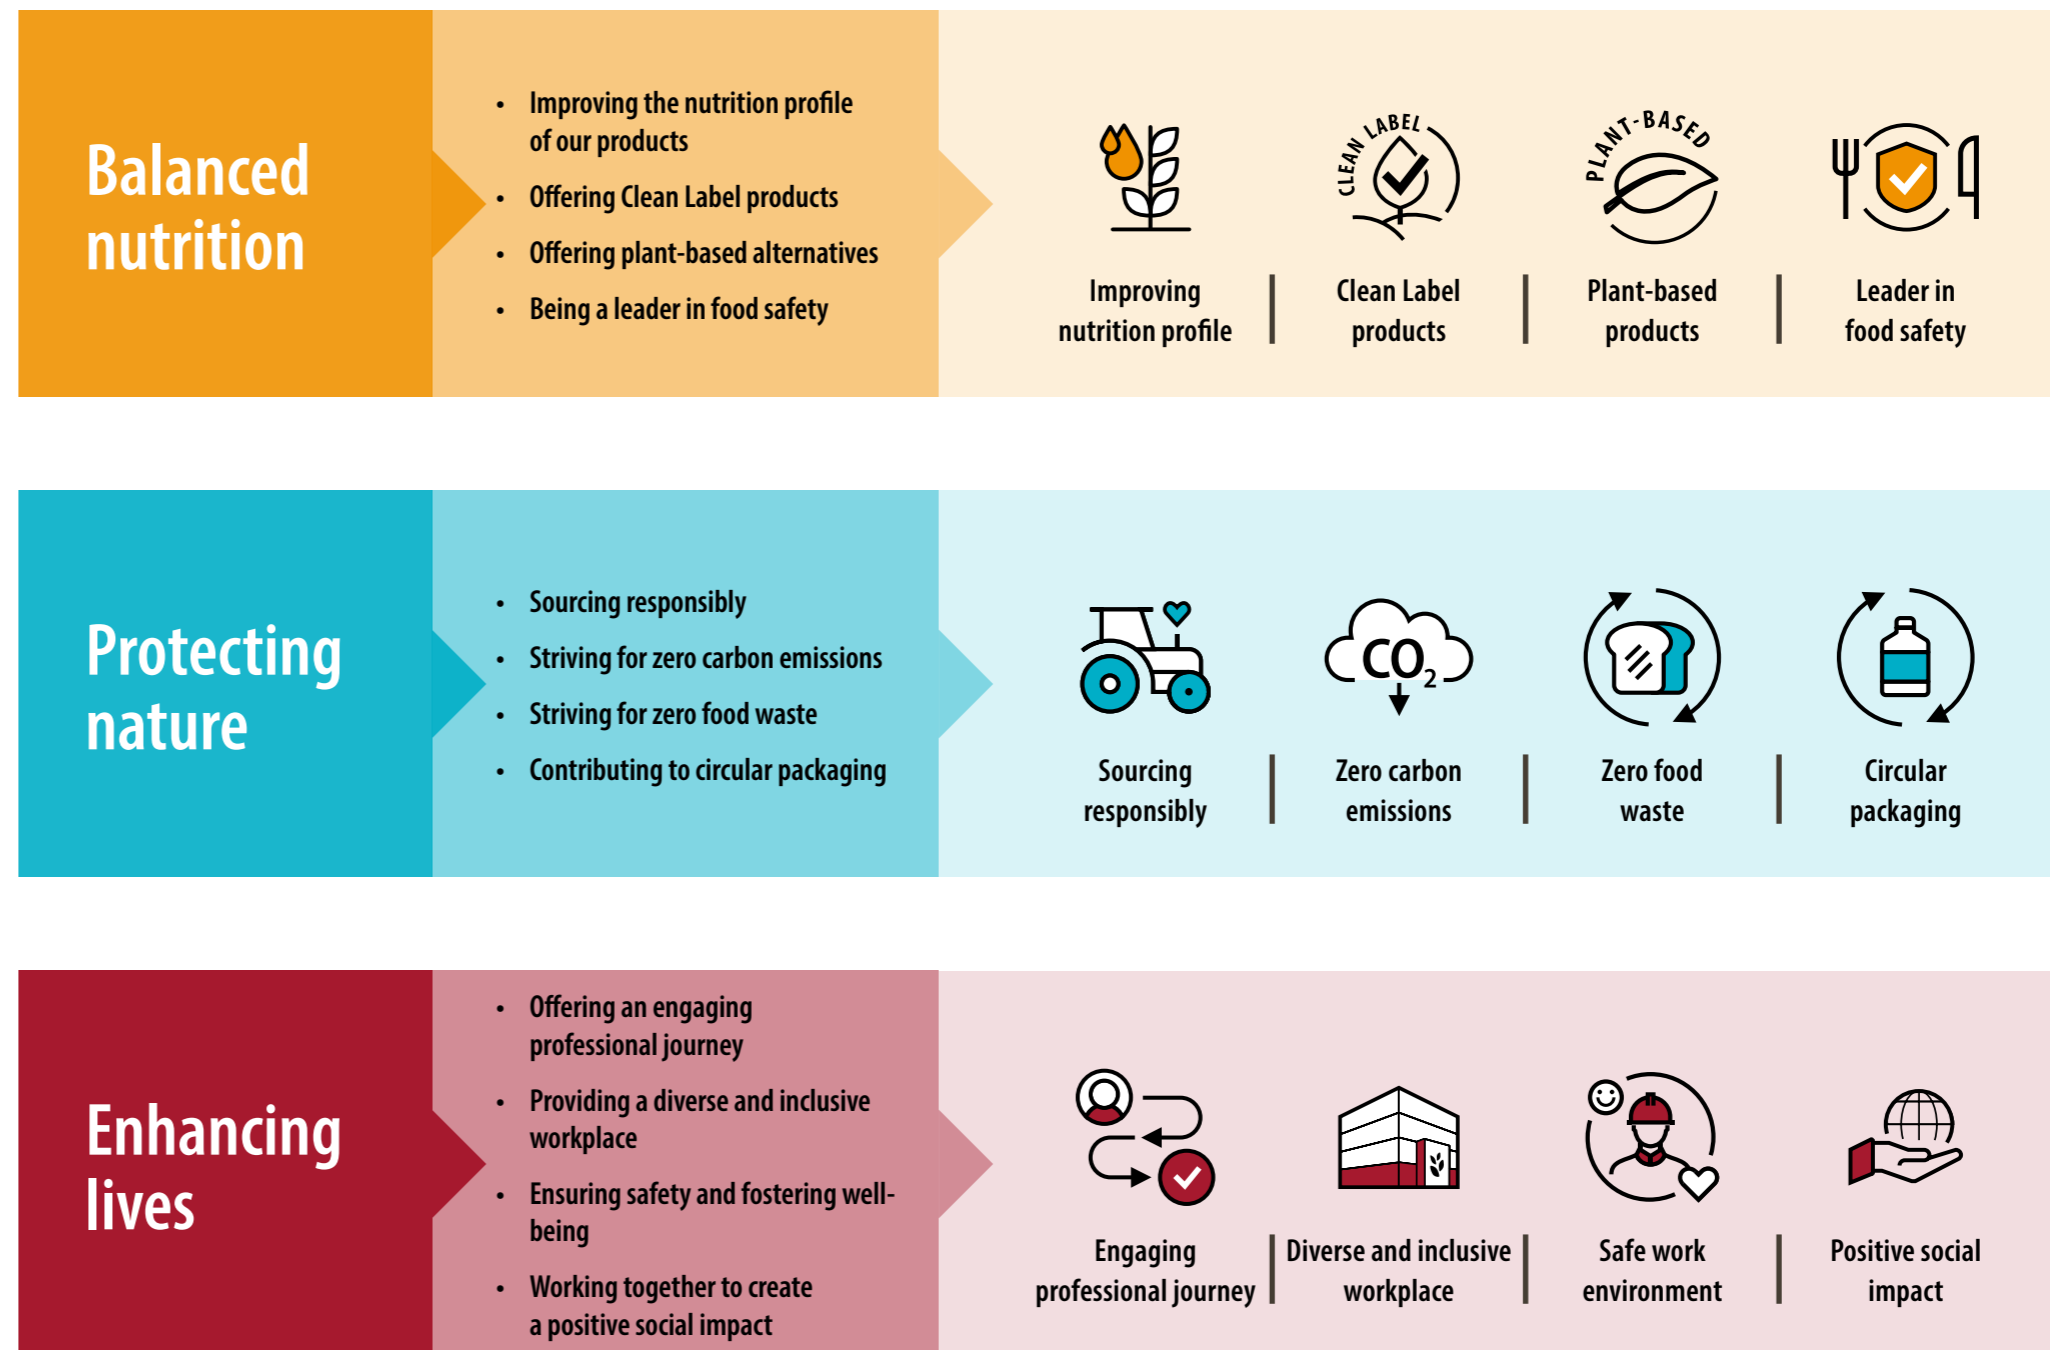 Balanced
nutrition
• Improving the nutrition profile
of our products
• Offering Clean Label products
• Offering plant-based alternatives
• Being a leader in food safety
CLEAN LABEL
PLANT-BASED
Improving
nutrition profile
Clean Label
products
Plant-based
products
Leader in
food safety
Protecting
nature
• Sourcing responsibly
• Striving for zero carbon emissions
• Striving for zero food waste
• Contributing to circular packaging
CO2
Sourcing
responsibly
Zero carbon
emissions
Zero food
waste
Circular
packaging
Enhancing
lives
• Offering an engaging
professional journey
• Providing a diverse and inclusive
workplace
• Ensuring safety and fostering well-
being
• Working together to create
a positive social impact
Engaging
professional journey
Diverse and inclusive
workplace
Safe work
environment
Positive social
impact